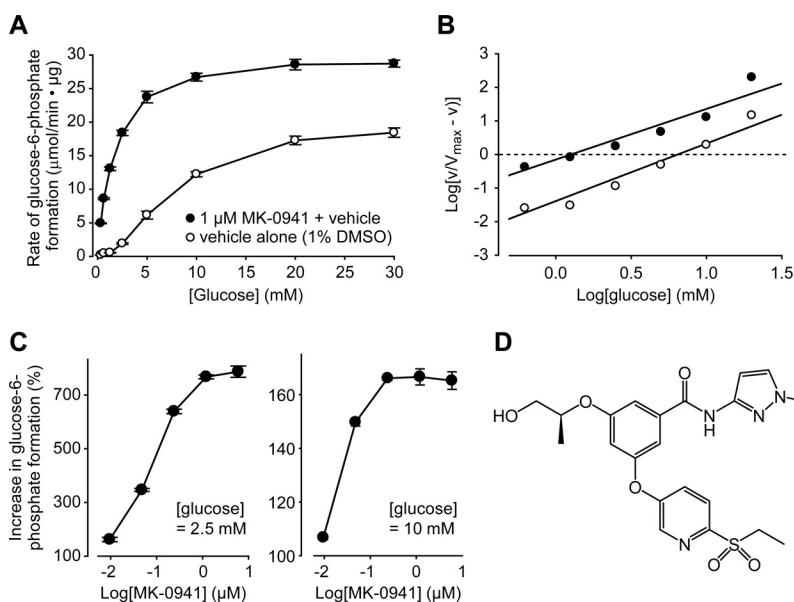 A
Rate of glucose-6-phosphate
formation (µmol/min • µg)
30
25
20
15
10
5
0
1 µM MK-0941 + vehicle
vehicle alone (1% DMSO)
0 5 10 15 20 25 30
[Glucose] (mM)
B
Log[v/Vmax - v)]
3
2
1
0
-1
-2
-3
0.0 0.5 1.0 1.5
Log[glucose] (mM)
C
Increase in glucose-6-
phosphate formation (%)
700
500
300
100
[glucose]
= 2.5 mM
-2 -1 0 1
Log[MK-0941] (µM)
160
140
120
100
[glucose]
= 10 mM
-2 -1 0 1
Log[MK-0941] (µM)
D
HO
O
O
N
H
N
N
O
N
S
O
O